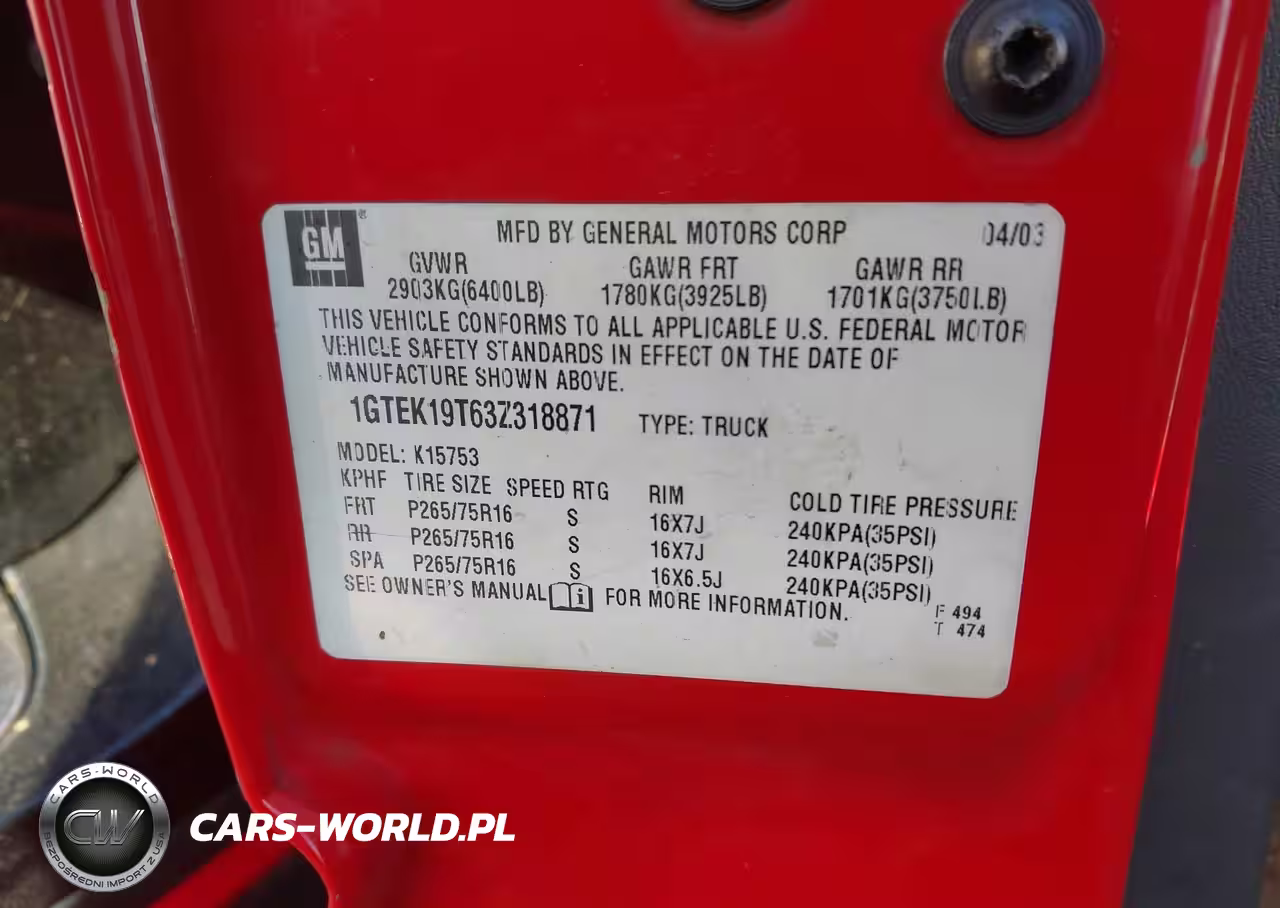 GM
MFD BY GENERAL MOTORS CORP 04/03
GVWR GAWR FRT GAWR RR
2903KG(6400LB) 1780KG(3925LB) 1701KG(3750LB)
THIS VEHICLE CONFORMS TO ALL APPLICABLE U.S. FEDERAL MOTOR
VEHICLE SAFETY STANDARDS IN EFFECT ON THE DATE OF
MANUFACTURE SHOWN ABOVE.
1GTEK19T63Z318871 TYPE: TRUCK
MODEL: K15753
KPHF TIRE SIZE SPEED RTG RIM COLD TIRE PRESSURE
FRT P265/75R16 S 16X7J 240KPA(35PSI)
RR P265/75R16 S 16X7J 240KPA(35PSI)
SPA P265/75R16 S 16X6.5J 240KPA(35PSI)
SEE OWNER'S MANUAL i FOR MORE INFORMATION.
F 494
T 474
CARS-WORLD
CW
BEZPOŚREDNI IMPORT Z USA
CARS-WORLD.PL